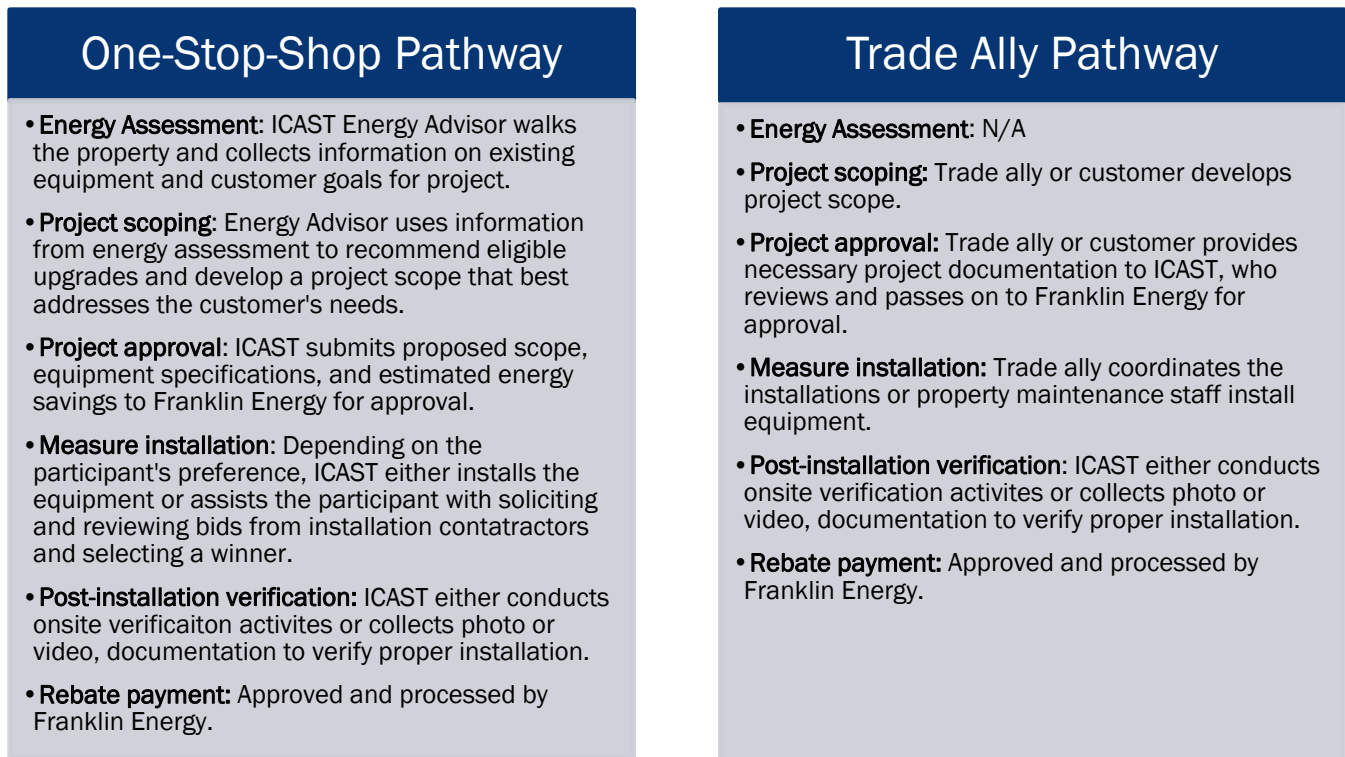 One-Stop-Shop Pathway
•Energy Assessment: ICAST Energy Advisor walks
the property and collects information on existing
equipment and customer goals for project.
•Project scoping: Energy Advisor uses information
from energy assessment to recommend eligible
upgrades and develop a project scope that best
addresses the customer's needs.
•Project approval: ICAST submits proposed scope,
equipment specifications, and estimated energy
savings to Franklin Energy for approval.
•Measure installation: Depending on the
participant's preference, ICAST either installs the
equipment or assists the participant with soliciting
and reviewing bids from installation contatractors
and selecting a winner.
•Post-installation verification: ICAST either conducts
onsite verificaiton activites or collects photo or
video, documentation to verify proper installation.
•Rebate payment: Approved and processed by
Franklin Energy.
Trade Ally Pathway
•Energy Assessment: N/A
•Project scoping: Trade ally or customer develops
project scope.
•Project approval: Trade ally or customer provides
necessary project documentation to ICAST, who
reviews and passes on to Franklin Energy for
approval.
•Measure installation: Trade ally coordinates the
installations or property maintenance staff install
equipment.
•Post-installation verification: ICAST either conducts
onsite verification activites or collects photo or
video, documentation to verify proper installation.
•Rebate payment: Approved and processed by
Franklin Energy.